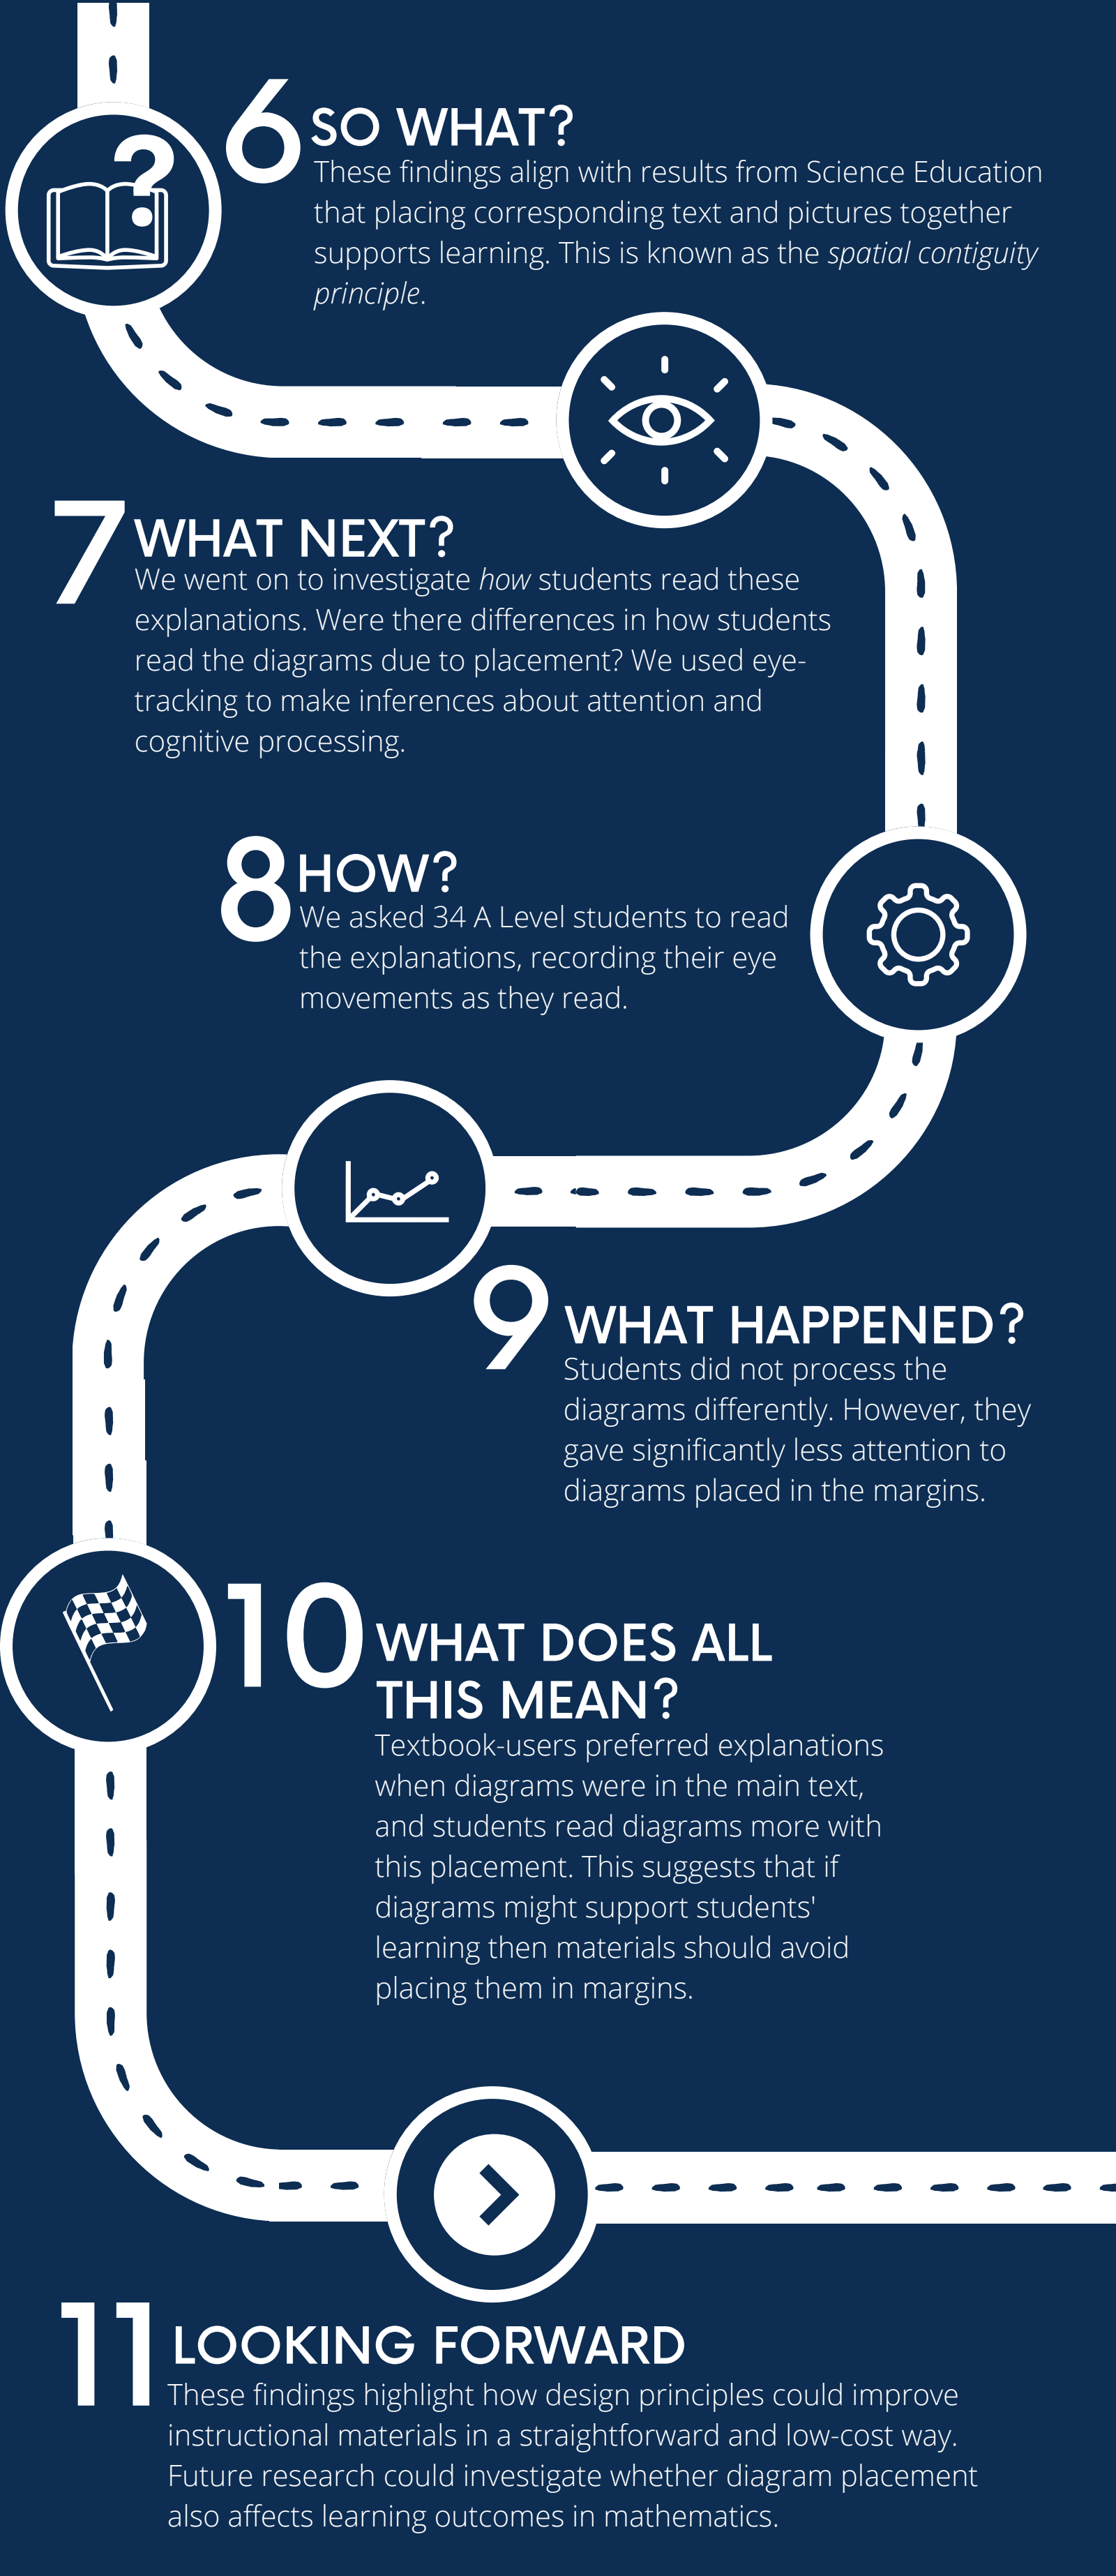 6 SO WHAT?
These findings align with results from Science Education
that placing corresponding text and pictures together
supports learning. This is known as the spatial contiguity
principle.
7 WHAT NEXT?
We went on to investigate how students read these
explanations. Were there differences in how students
read the diagrams due to placement? We used eye-
tracking to make inferences about attention and
cognitive processing.
8 HOW?
We asked 34 A Level students to read
the explanations, recording their eye
movements as they read.
9 WHAT HAPPENED?
Students did not process the
diagrams differently. However, they
gave significantly less attention to
diagrams placed in the margins.
10 WHAT DOES ALL
THIS MEAN?
Textbook-users preferred explanations
when diagrams were in the main text,
and students read diagrams more with
this placement. This suggests that if
diagrams might support students'
learning then materials should avoid
placing them in margins.
11 LOOKING FORWARD
These findings highlight how design principles could improve
instructional materials in a straightforward and low-cost way.
Future research could investigate whether diagram placement
also affects learning outcomes in mathematics.